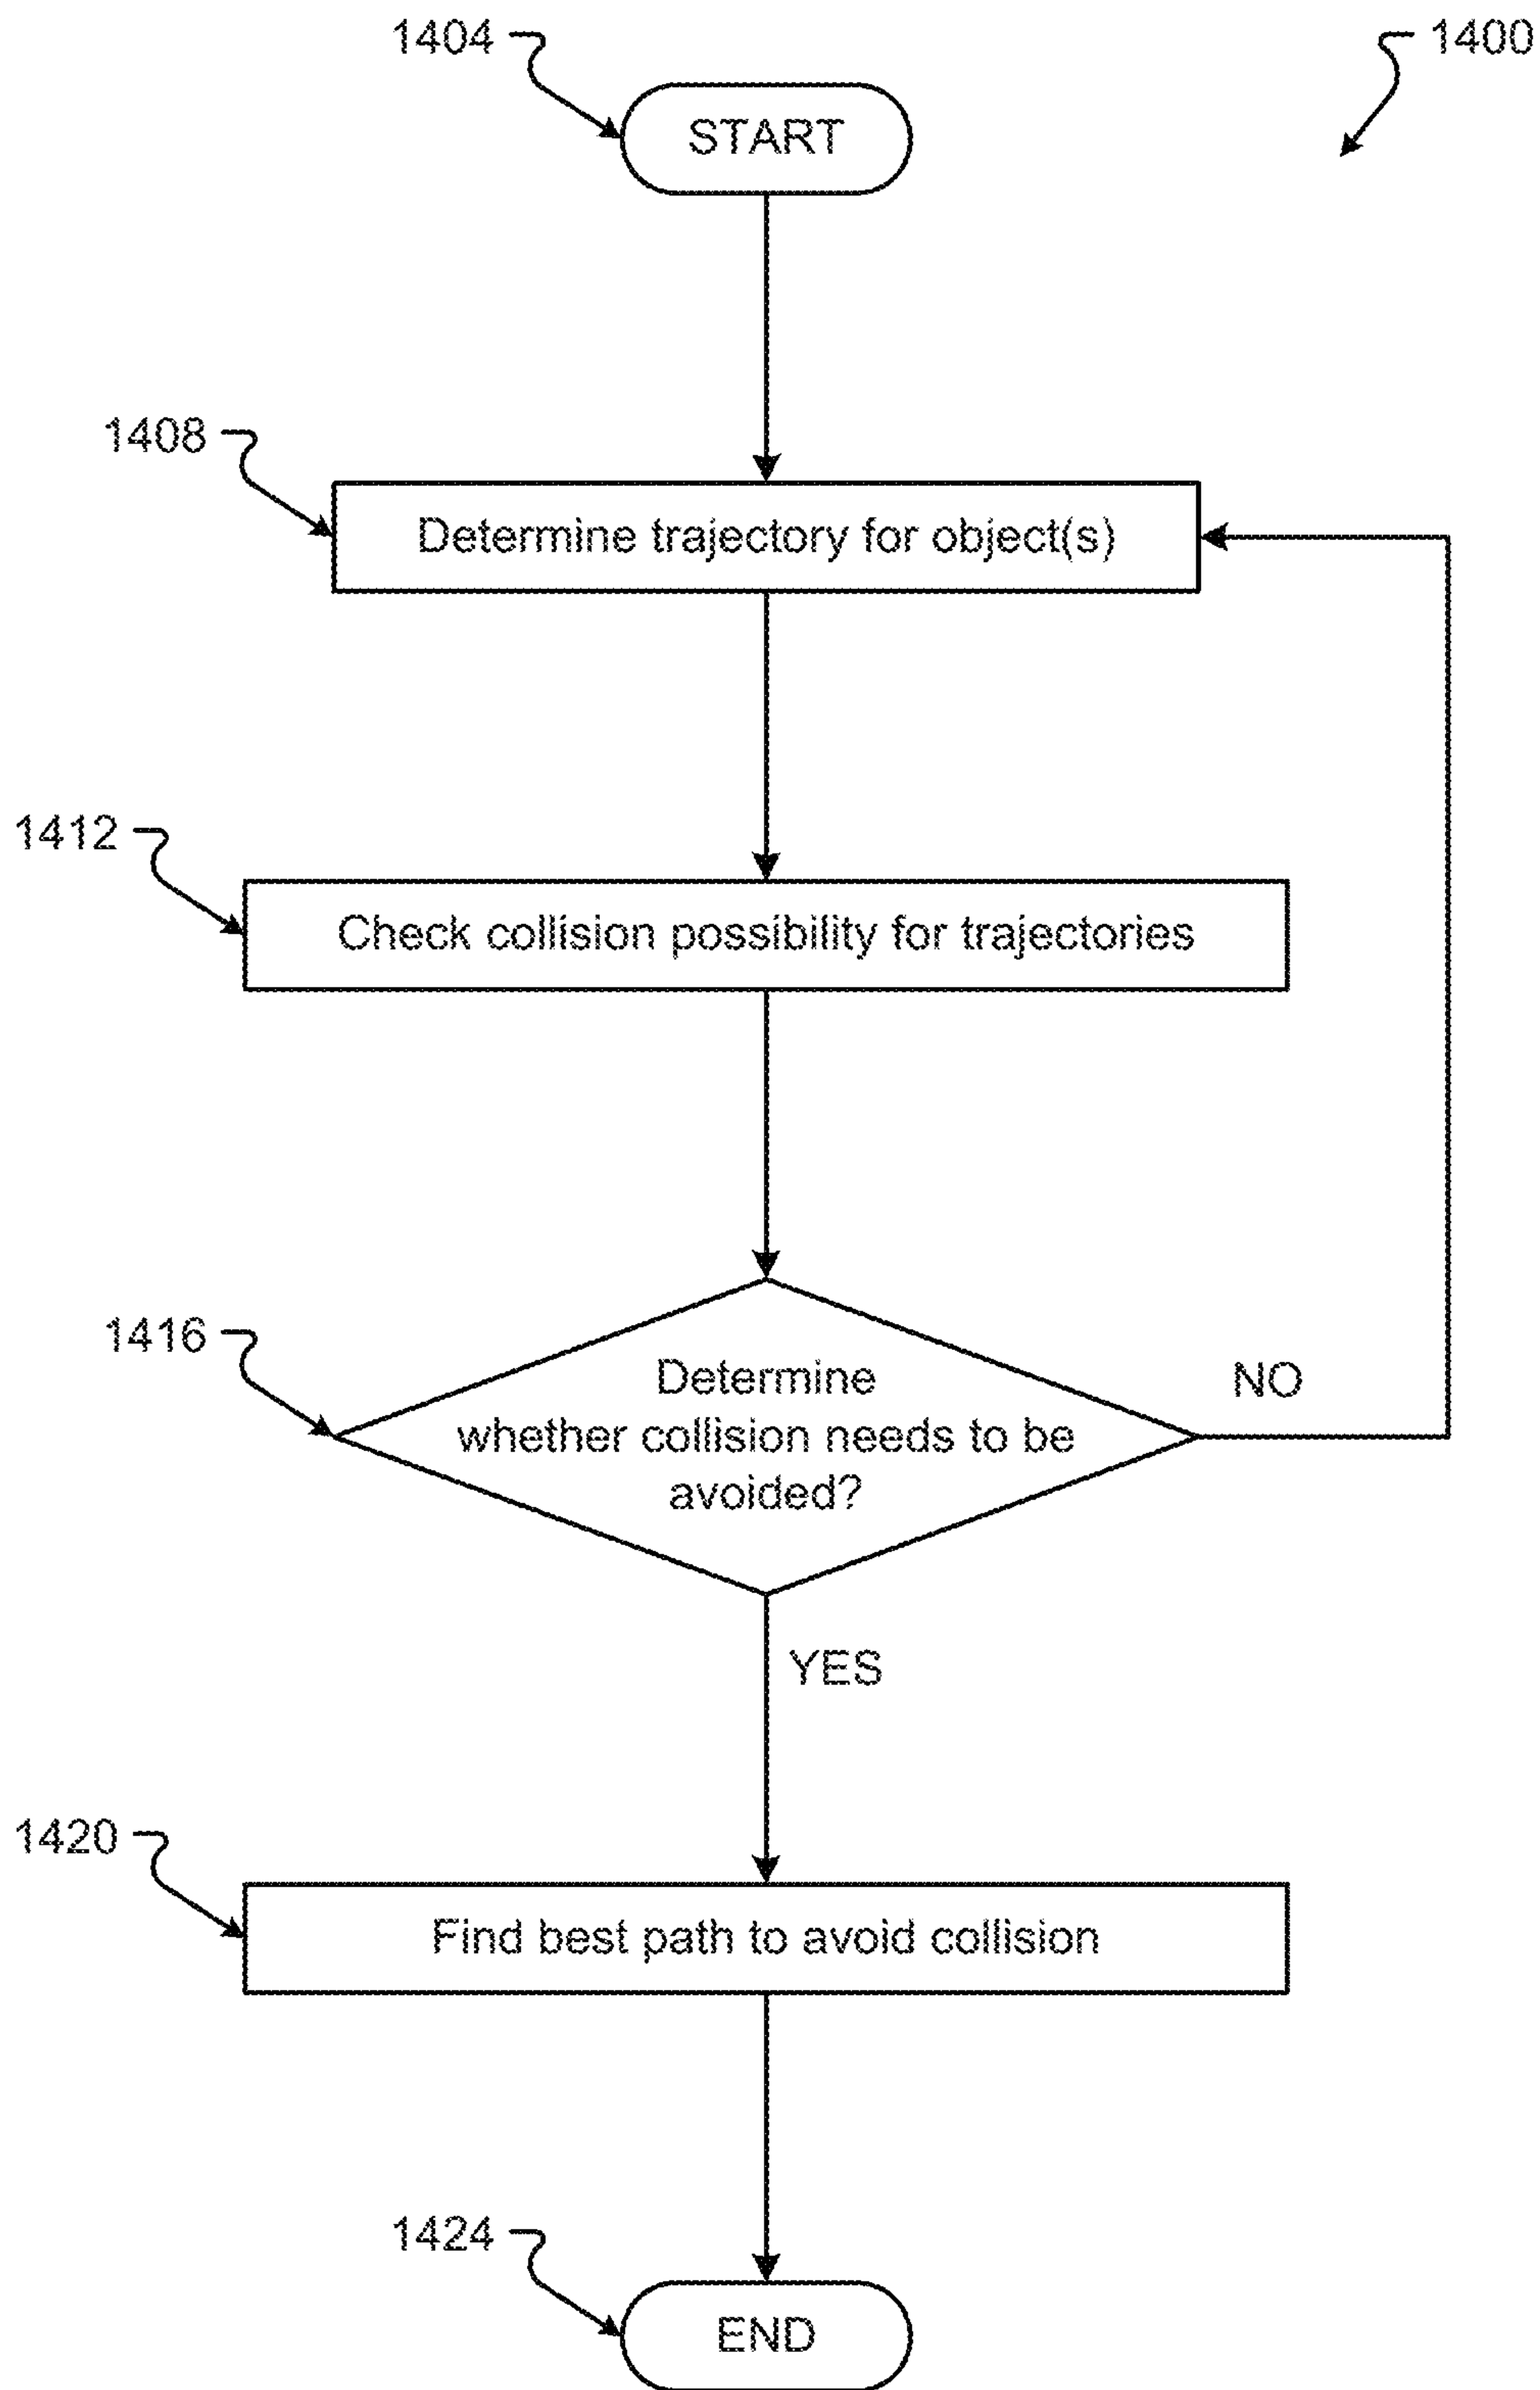 1404
1400
START
1408
Determine trajectory for object(s)
1412
Check collision possibility for trajectories
1416
Determine
whether collision needs to be
avoided?
NO
YES
1420
Find best path to avoid collision
1424
END